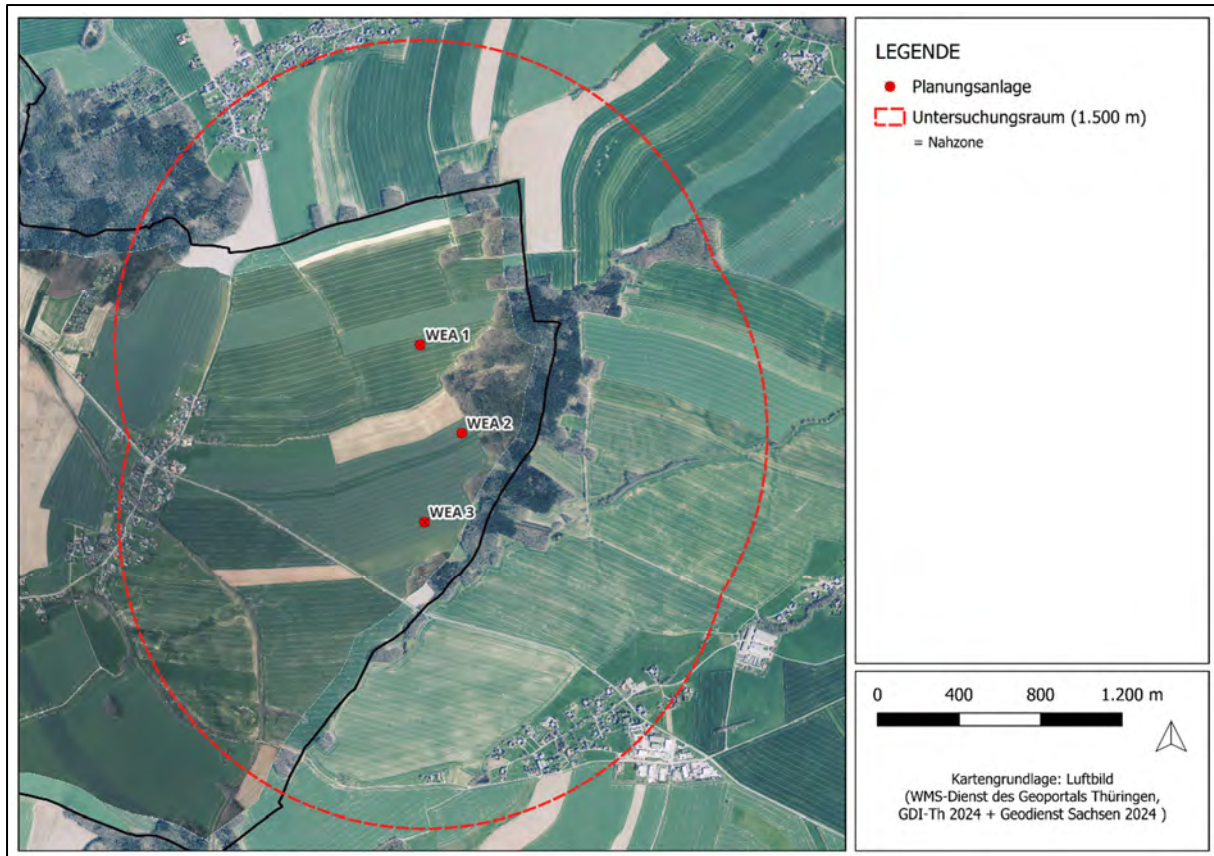 WEA 1
WEA 2
WEA 3
LEGENDE
Planungsanlage
Untersuchungsraum (1.500 m)
= Nahzone
0 400 800 1.200 m
Kartengrundlage: Luftbild
(WMS-Dienst des Geoportals Thüringen,
GDI-Th 2024 + Geodienst Sachsen 2024 )